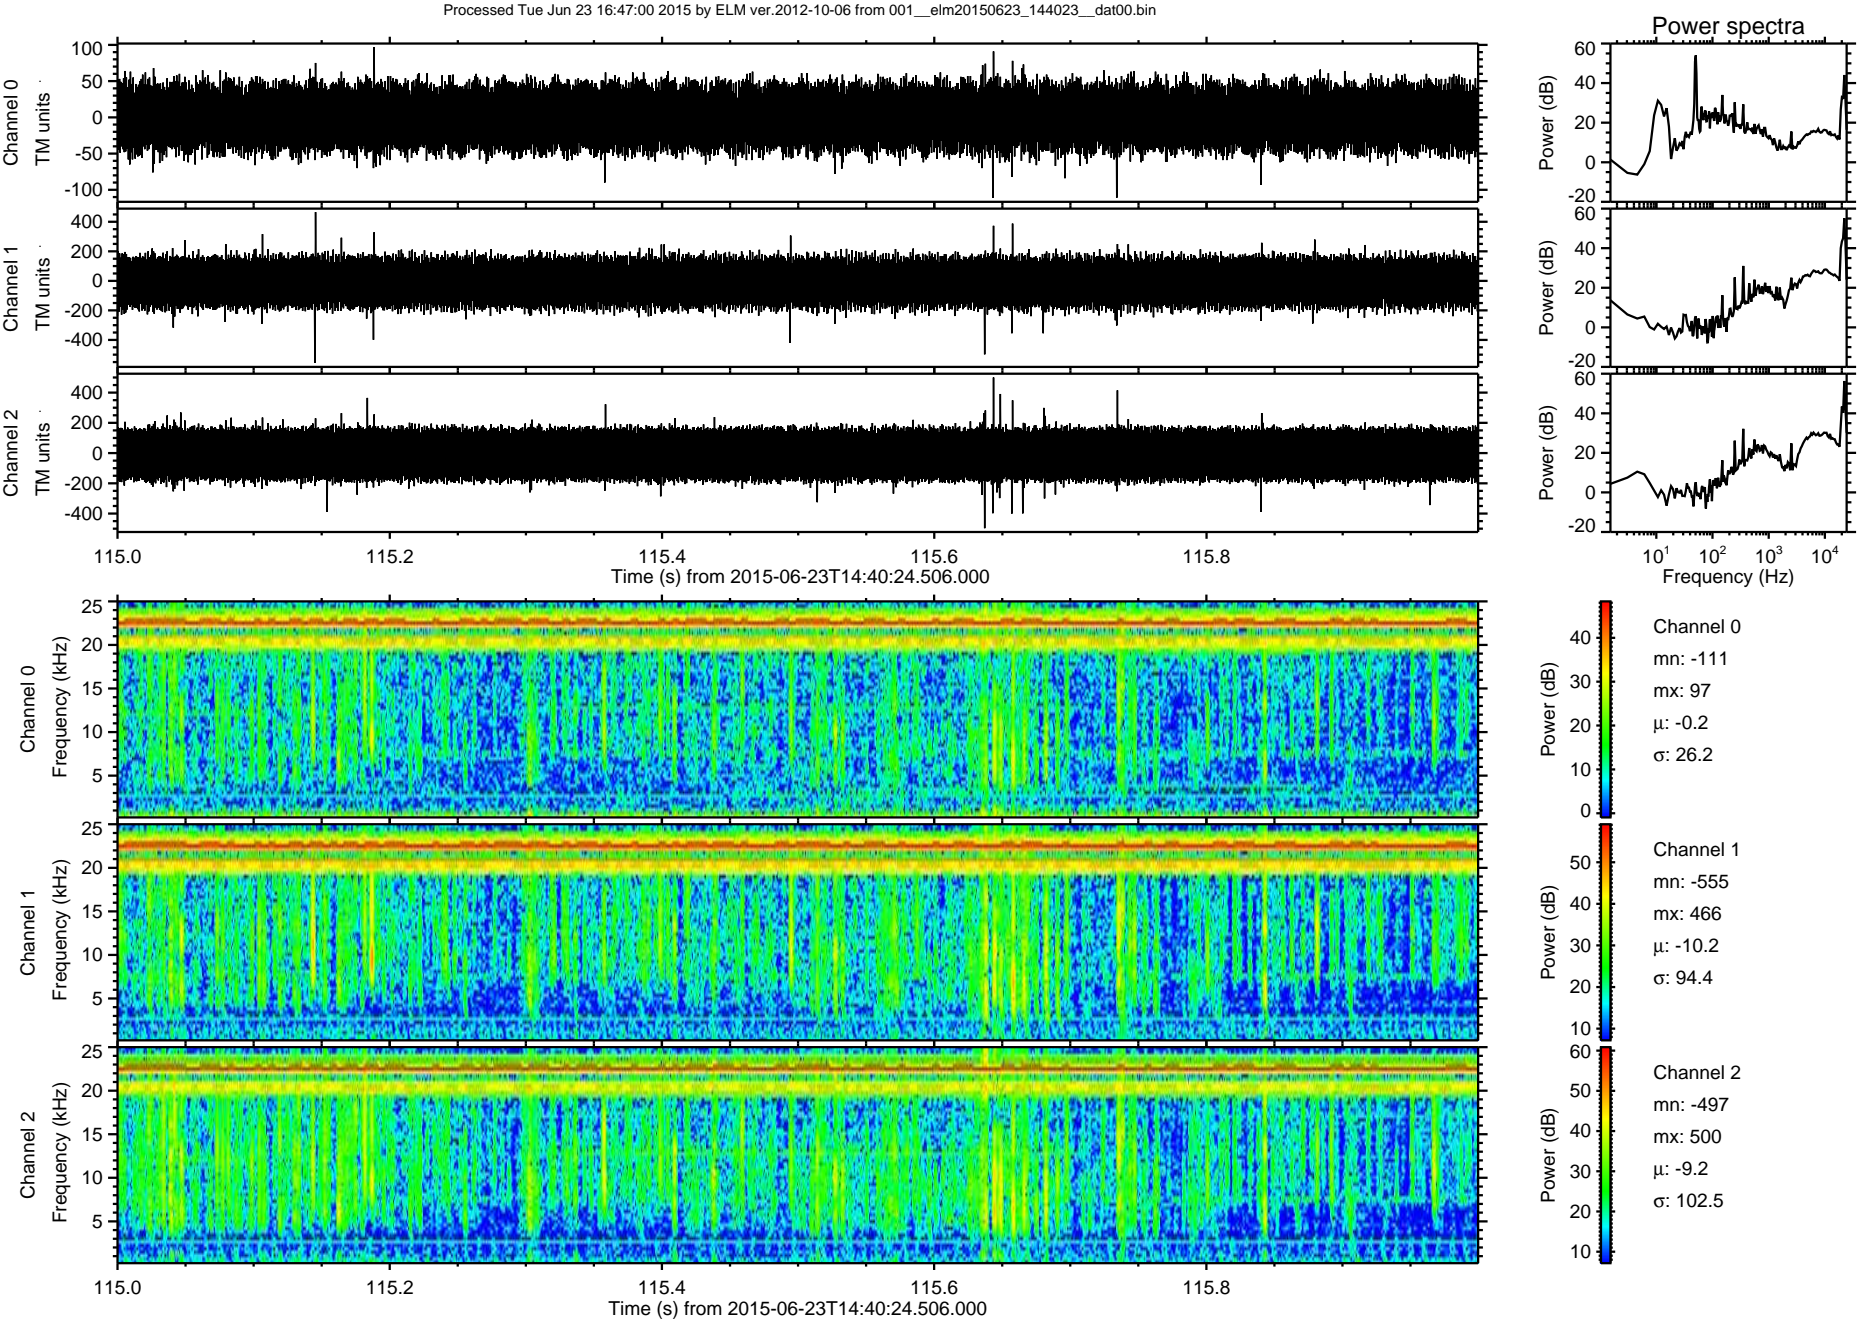 Processed Tue Jun 23 16:47:00 2015 by ELM ver.2012-10-06 from 001__elm20150623_144023__dat00.bin
Power spectra
Channel 0
TM units
100
50
0
-50
-100
Power (dB)
60
40
20
0
-20
Channel 1
TM units
400
200
0
-200
-400
Power (dB)
60
40
20
0
-20
Channel 2
TM units
400
200
0
-200
-400
Power (dB)
60
40
20
0
-20
115.0 115.2 115.4 115.6 115.8
Time (s) from 2015-06-23T14:40:24.506.000
10^1 10^2 10^3 10^4
Frequency (Hz)
Channel 0
Frequency (kHz)
25
20
15
10
5
Power (dB)
40
30
20
10
0
Channel 0
mn: -111
mx: 97
μ: -0.2
σ: 26.2
Channel 1
Frequency (kHz)
25
20
15
10
5
Power (dB)
50
40
30
20
10
Channel 1
mn: -555
mx: 466
μ: -10.2
σ: 94.4
Channel 2
Frequency (kHz)
25
20
15
10
5
Power (dB)
60
50
40
30
20
10
Channel 2
mn: -497
mx: 500
μ: -9.2
σ: 102.5
115.0 115.2 115.4 115.6 115.8
Time (s) from 2015-06-23T14:40:24.506.000